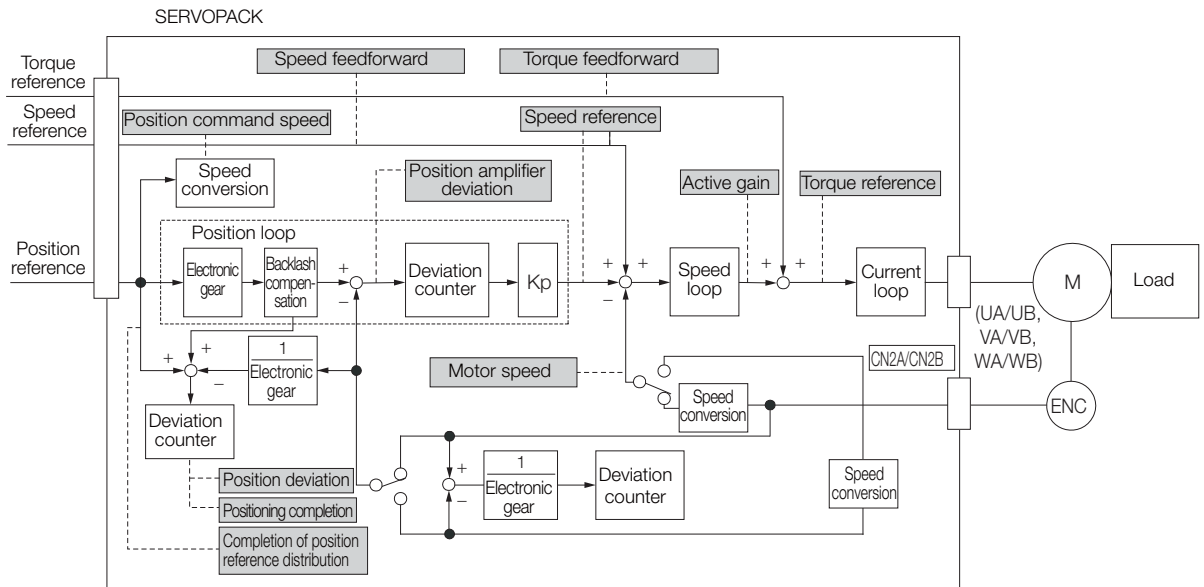 SERVOPACK
Torque
reference
Speed
reference
Speed feedforward
Torque feedforward
Position command speed
Speed reference
Speed
conversion
Position amplifier
deviation
Active gain
Torque reference
Position
reference
Position loop
Electronic
gear
Backlash
compen-
sation
+
−
Deviation
counter
Kp
+
+
+
−
Speed
loop
+
+
Current
loop
M
Load
(UA/UB,
VA/VB,
WA/WB)
+
+
−
1
Electronic
gear
Motor speed
CN2A/CN2B
Speed
conversion
ENC
Deviation
counter
Position deviation
Positioning completion
Completion of position
reference distribution
+
−
1
Electronic
gear
Deviation
counter
Speed
conversion